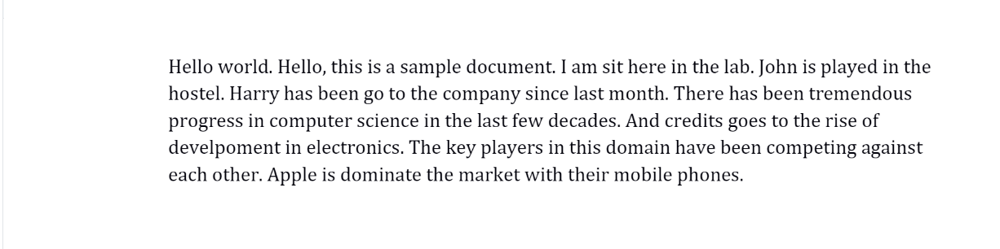 Hello world. Hello, this is a sample document. I am sit here in the lab. John is played in the
hostel. Harry has been go to the company since last month. There has been tremendous
progress in computer science in the last few decades. And credits goes to the rise of
develpoment in electronics. The key players in this domain have been competing against
each other. Apple is dominate the market with their mobile phones.